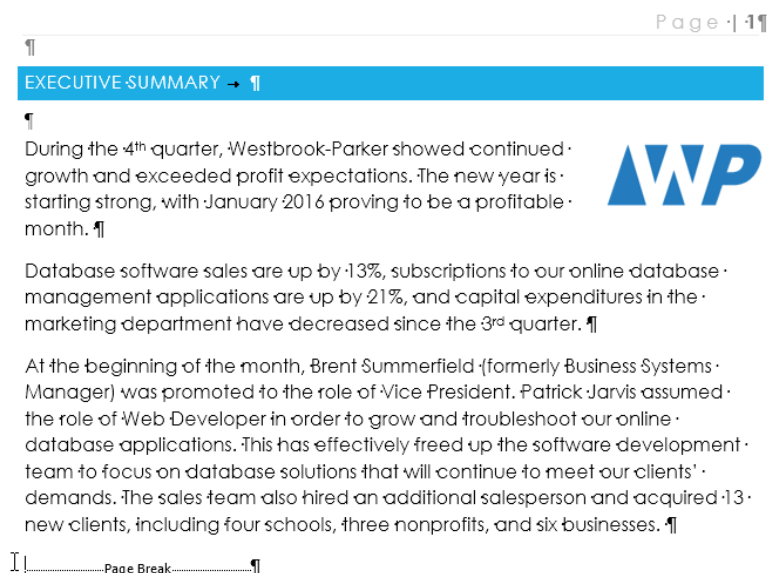 Page | 1¶
¶
EXECUTIVE SUMMARY → ¶
¶
During the 4th quarter, Westbrook-Parker showed continued
growth and exceeded profit expectations. The new year is
starting strong, with January 2016 proving to be a profitable
month. ¶
WP
Database software sales are up by 13%, subscriptions to our online database
management applications are up by 21%, and capital expenditures in the
marketing department have decreased since the 3rd quarter. ¶
At the beginning of the month, Brent Summerfield (formerly Business Systems
Manager) was promoted to the role of Vice President. Patrick Jarvis assumed
the role of Web Developer in order to grow and troubleshoot our online
database applications. This has effectively freed up the software development
team to focus on database solutions that will continue to meet our clients’
demands. The sales team also hired an additional salesperson and acquired 13
new clients, including four schools, three nonprofits, and six businesses. ¶
Page Break ¶